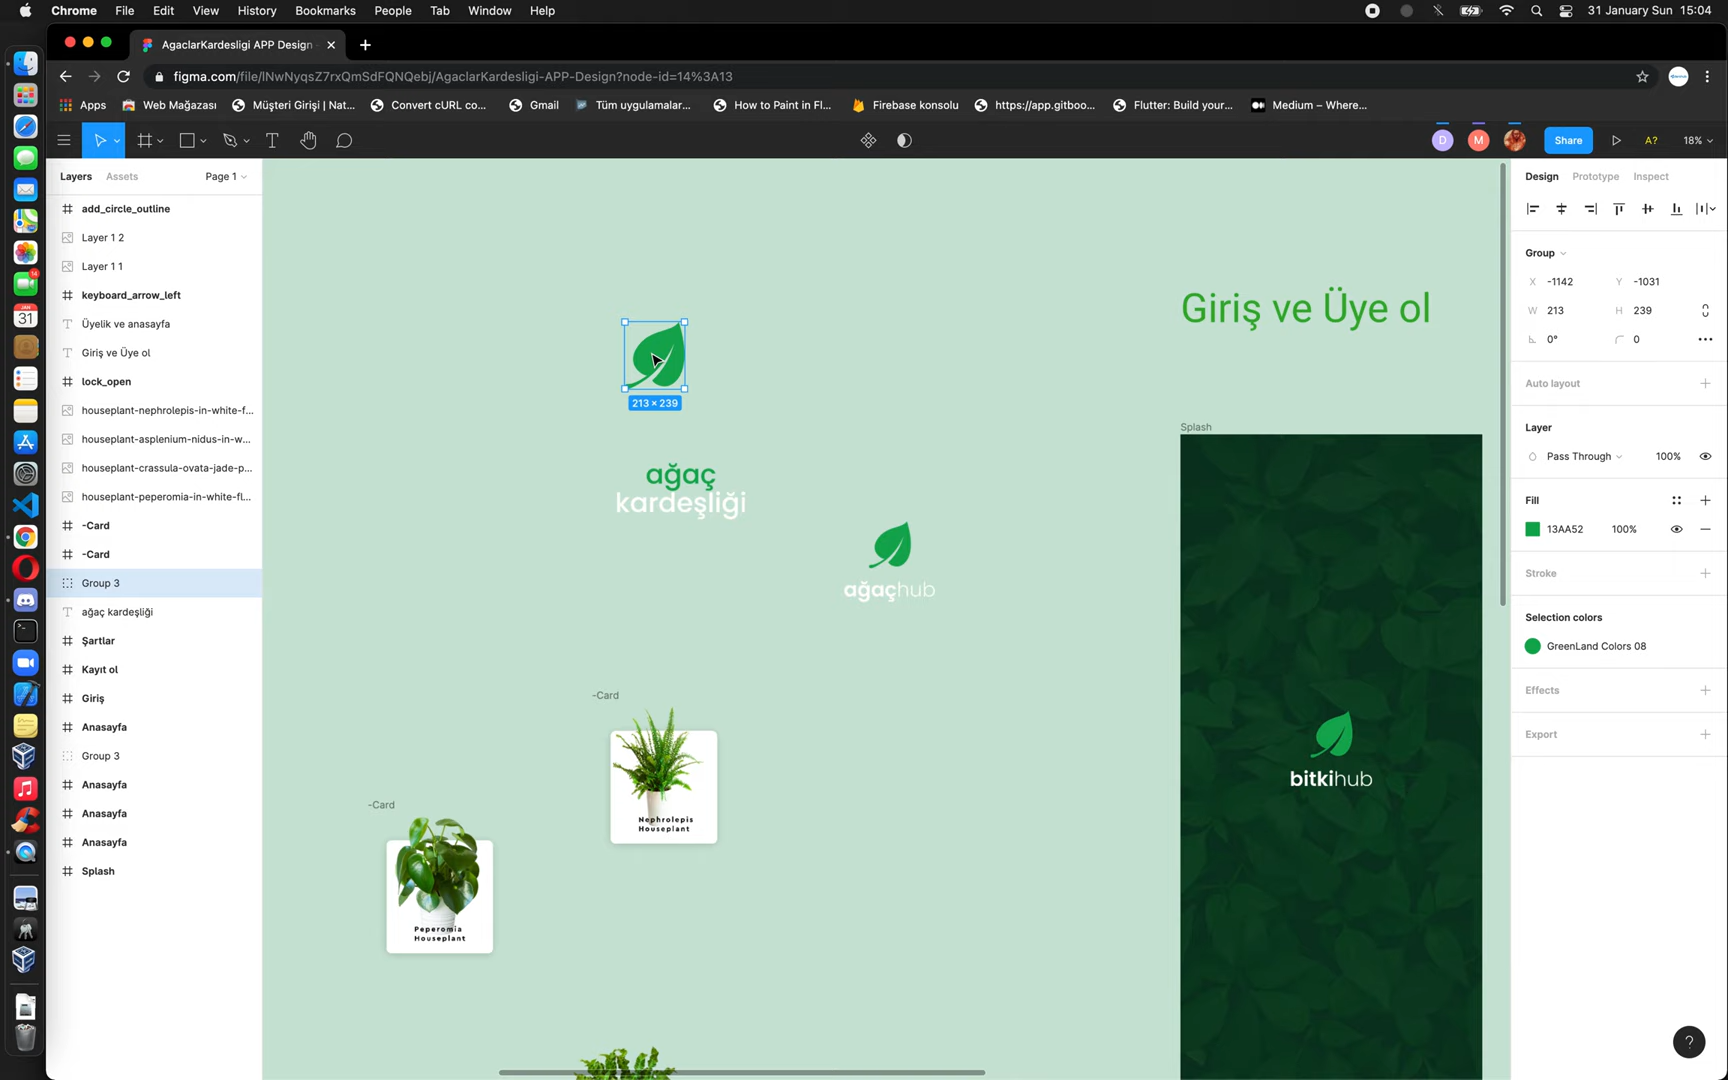 Chrome File Edit View History Bookmarks People Tab Window Help
31 January Sun 15:04
AgaclarKardesligi APP Design
figma.com/file/lNwNyqsZ7rxQmSdFQNQebj/AgaclarKardesligi-APP-Design?node-id=14%3A13
Apps Web Mağazası Müşteri Girişi | Nat... Convert cURL co... Gmail Tüm uygulamalar... How to Paint in Fl... Firebase konsolu https://app.gitboo... Flutter: Build your... Medium – Where...
D M Share A? 18%
Layers Assets Page 1
add_circle_outline
Layer 1 2
Layer 1 1
keyboard_arrow_left
Üyelik ve anasayfa
Giriş ve Üye ol
lock_open
houseplant-nephrolepis-in-white-f...
houseplant-asplenium-nidus-in-w...
houseplant-crassula-ovata-jade-p...
houseplant-peperomia-in-white-fl...
-Card
-Card
Group 3
ağaç kardeşliği
Şartlar
Kayıt ol
Giriş
Anasayfa
Group 3
Anasayfa
Anasayfa
Anasayfa
Splash
213 × 239
ağaç
kardeşliği
ağaçhub
-Card
Nephrolepis
Houseplant
-Card
Peperomia
Houseplant
Giriş ve Üye ol
Splash
bitkihub
Design Prototype Inspect
Group
X -1142 Y -1031
W 213 H 239
0° 0
Auto layout
Layer
Pass Through 100%
Fill
13AA52 100%
Stroke
Selection colors
GreenLand Colors 08
Effects
Export
?
JAN
31
14